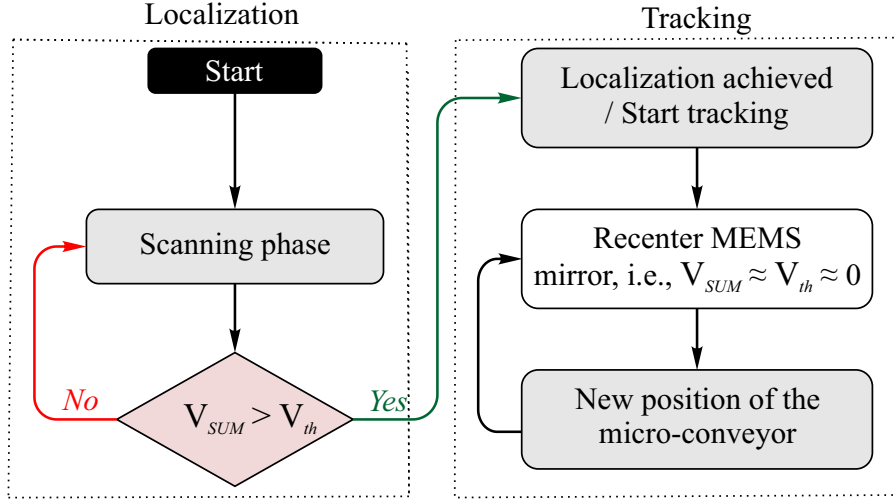 Localization
Start
Scanning phase
V_SUM > V_th
No
Yes
Tracking
Localization achieved
/ Start tracking
Recenter MEMS
mirror, i.e., V_SUM ≈ V_th ≈ 0
New position of the
micro-conveyor